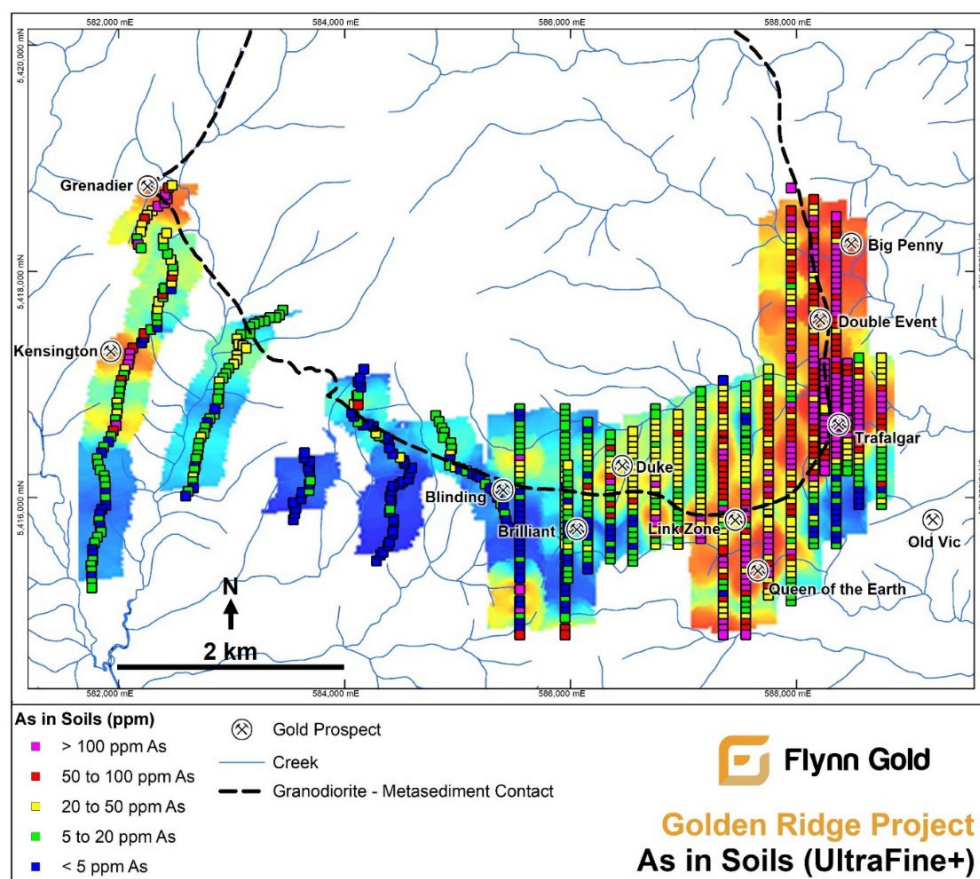 582,000 mE
584,000 mE
586,000 mE
588,000 mE
5,420,000 mN
5,418,000 mN
5,416,000 mN
Grenadier
Big Penny
Double Event
Kensington
Trafalgar
Duke
Blinding
Brilliant
Link Zone
Old Vic
Queen of the Earth
N
2 km
582,000 mE
584,000 mE
586,000 mE
588,000 mE
As in Soils (ppm)
> 100 ppm As
50 to 100 ppm As
20 to 50 ppm As
5 to 20 ppm As
< 5 ppm As
Gold Prospect
Creek
Granodiorite - Metasediment Contact
Flynn Gold
Golden Ridge Project
As in Soils (UltraFine+)